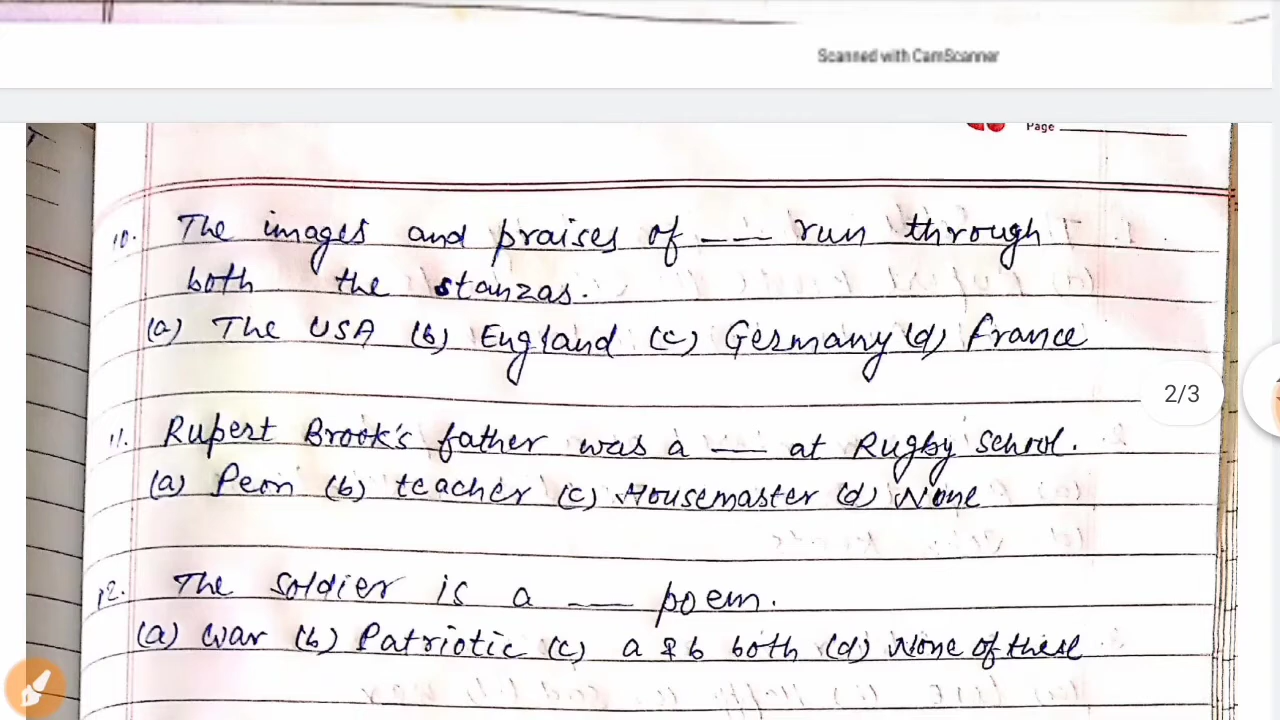 Scanned with CamScanner
Page
10. The images and praises of — — run through
both the stanzas.
(a) The USA (b) England (c) Germany (d) france
2/3
11. Rupert Brook's father was a — at Rugby School.
(a) Peon (b) teacher (c) Housemaster (d) None
12. The soldier is a — poem.
(a) war (b) Patriotic (c) a & b both (d) None of these